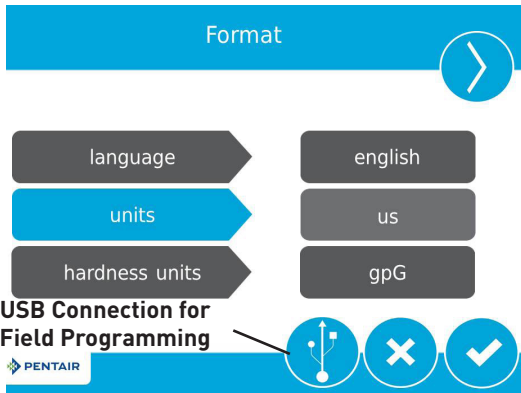 Format
language
english
units
us
hardness units
gpG
USB Connection for
Field Programming
PENTAIR